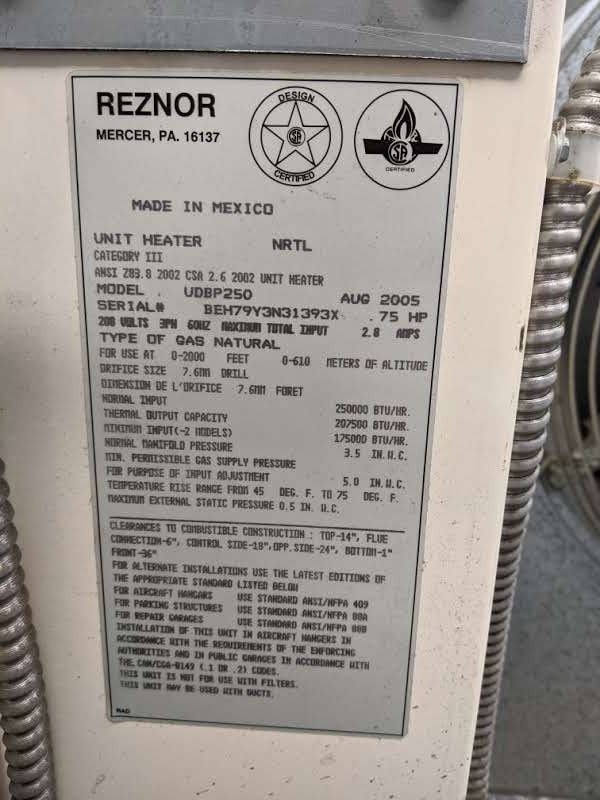 REZNOR
MERCER, PA. 16137
DESIGN
SA
CERTIFIED
SA
CERTIFIED
MADE IN MEXICO
UNIT HEATER NRTL
CATEGORY III
ANSI Z83.8 2002 CSA 2.6 2002 UNIT HEATER
MODEL . UDBP250 AUG 2005
SERIAL# BEH79Y3N31393X .75 HP
208 VOLTS 3PH 60HZ MAXIMUM TOTAL INPUT 2.8 AMPS
TYPE OF GAS NATURAL
FOR USE AT 0-2000 FEET 0-610 METERS OF ALTITUDE
ORIFICE SIZE 7.6MM DRILL
DIMENSION DE L'ORIFICE 7.6MM FORET
NORMAL INPUT 250000 BTU/HR.
THERMAL OUTPUT CAPACITY 207500 BTU/HR.
MINIMUM INPUT(-2 MODELS) 175000 BTU/HR.
NORMAL MANIFOLD PRESSURE 3.5 IN.W.C.
MIN. PERMISSIBLE GAS SUPPLY PRESSURE
FOR PURPOSE OF INPUT ADJUSTMENT 5.0 IN.W.C.
TEMPERATURE RISE RANGE FROM 45 DEG. F. TO 75 DEG. F.
MAXIMUM EXTERNAL STATIC PRESSURE 0.5 IN. W.C.
CLEARANCES TO COMBUSTIBLE CONSTRUCTION : TOP-14", FLUE
CONNECTION-6", CONTROL SIDE-18",OPP.SIDE-24", BOTTOM-1"
FRONT-36"
FOR ALTERNATE INSTALLATIONS USE THE LATEST EDITIONS OF
THE APPROPRIATE STANDARD LISTED BELOW
FOR AIRCRAFT HANGARS USE STANDARD ANSI/NFPA 409
FOR PARKING STRUCTURES USE STANDARD ANSI/NFPA 88A
FOR REPAIR GARAGES USE STANDARD ANSI/NFPA 88B
INSTALLATION OF THIS UNIT IN AIRCRAFT HANGERS IN
ACCORDANCE WITH THE REQUIREMENTS OF THE ENFORCING
AUTHORITIES AND IN PUBLIC GARAGES IN ACCORDANCE WITH
THE CAN/CGA-B149 (.1 OR .2) CODES.
THIS UNIT IS NOT FOR USE WITH FILTERS.
THIS UNIT MAY BE USED WITH DUCTS.
RAD